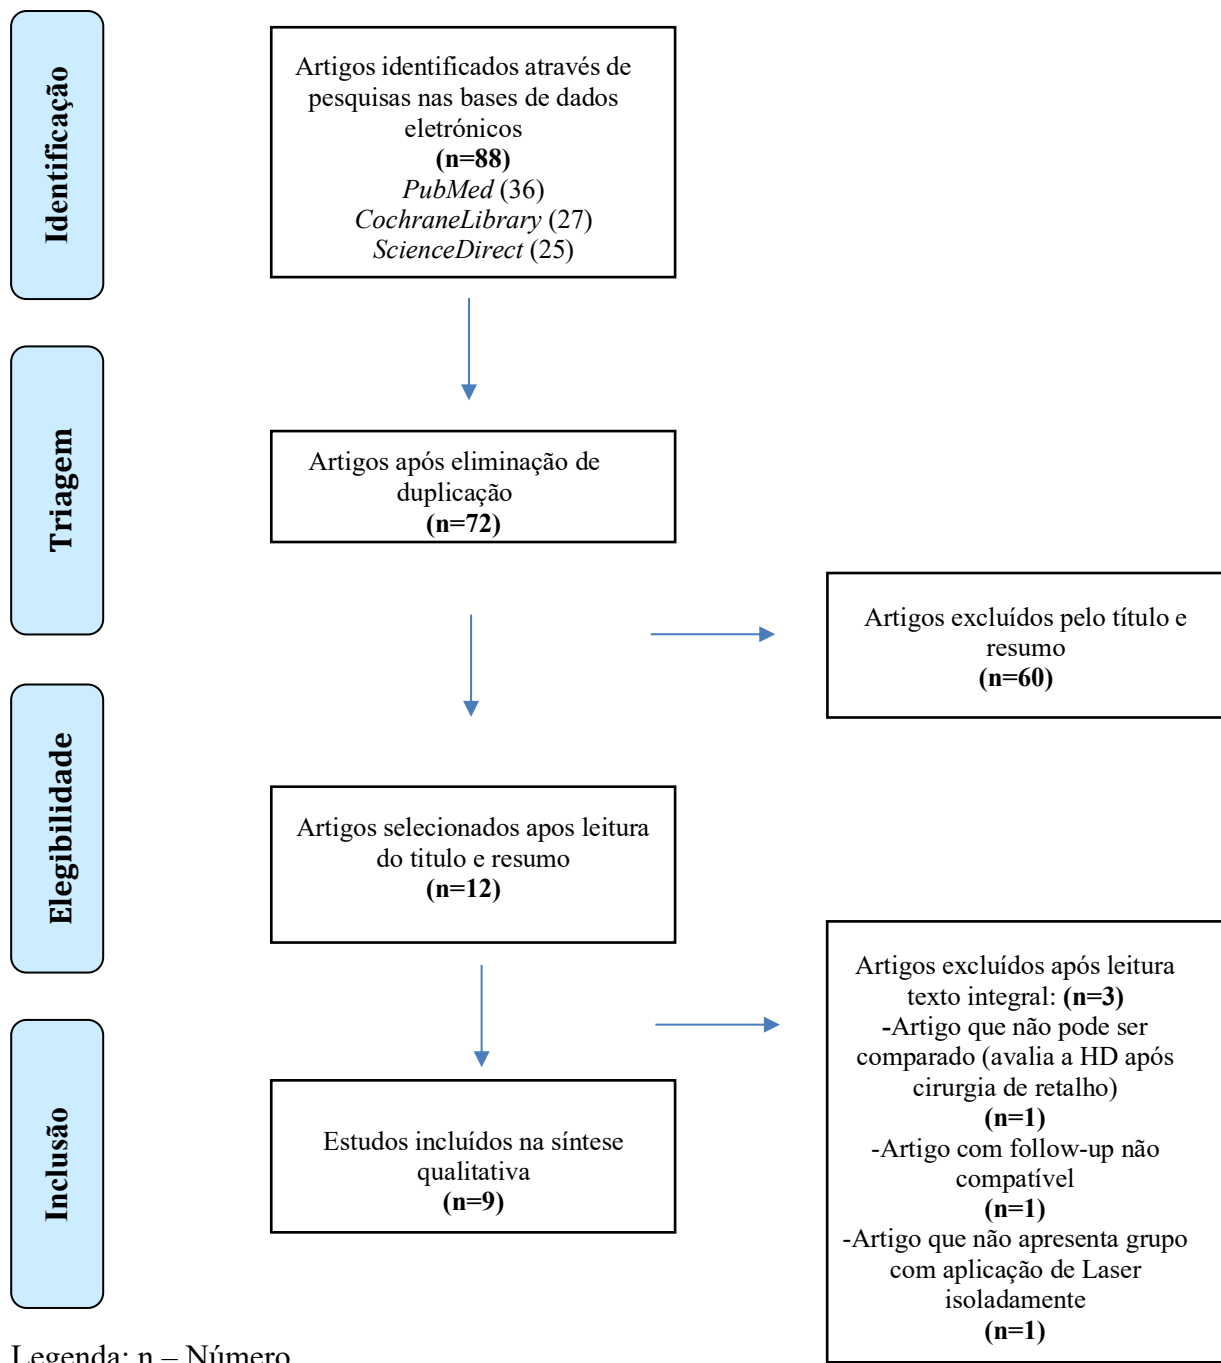 Identificação
Artigos identificados através de
pesquisas nas bases de dados
eletrónicos
(n=88)
PubMed (36)
CochraneLibrary (27)
ScienceDirect (25)
Triagem
Artigos após eliminação de
duplicação
(n=72)
Artigos excluídos pelo título e
resumo
(n=60)
Elegibilidade
Artigos selecionados apos leitura
do titulo e resumo
(n=12)
Artigos excluídos após leitura
texto integral: (n=3)
-Artigo que não pode ser
comparado (avalia a HD após
cirurgia de retalho)
(n=1)
-Artigo com follow-up não
compatível
(n=1)
-Artigo que não apresenta grupo
com aplicação de Laser
isoladamente
(n=1)
Inclusão
Estudos incluídos na síntese
qualitativa
(n=9)
Legenda: n – Número